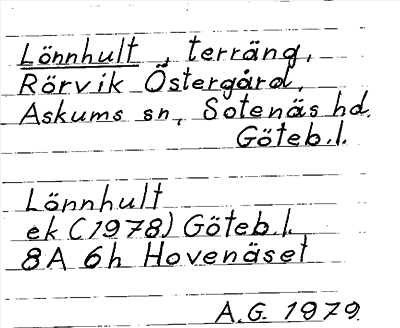 Lönnhult, terräng,
Rörvik Östergård,
Askums sn, Sotenäs hd.
Göteb.l.
Lönnhult
ek (1978) Göteb.l.
8A 6h Hovenäset
A.G. 1979